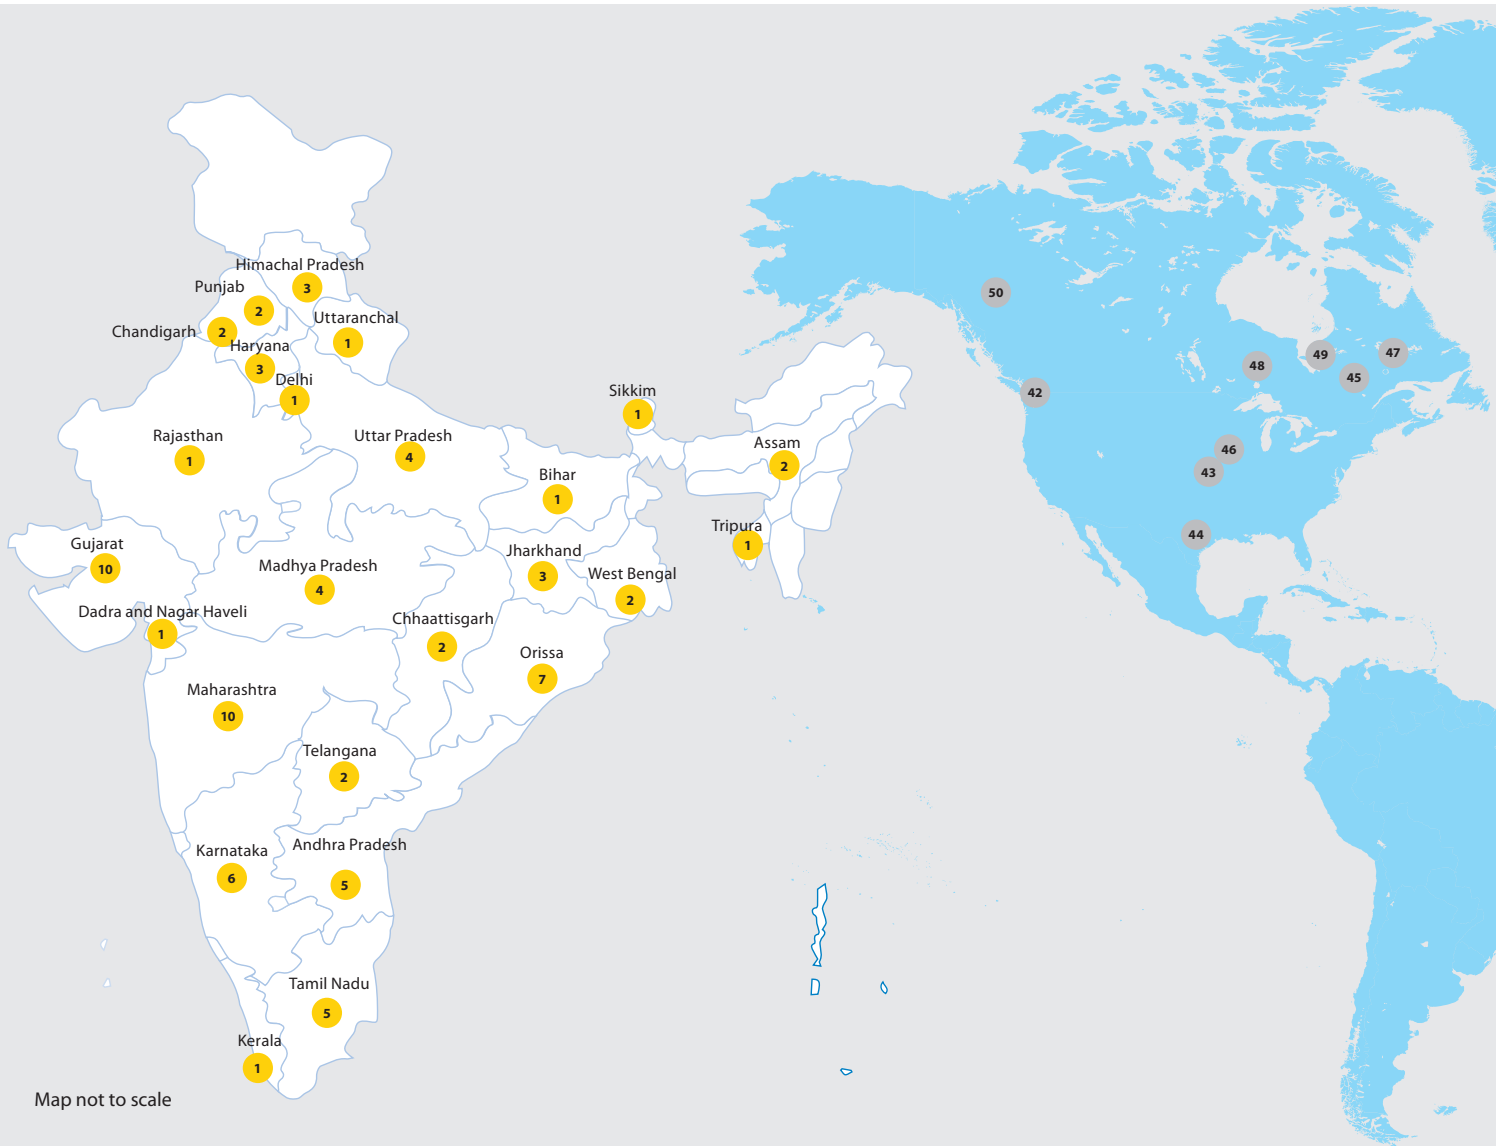 Himachal Pradesh
3
Punjab
2
Chandigarh
2
Uttaranchal
1
Haryana
3
Delhi
1
Rajasthan
1
Uttar Pradesh
4
Sikkim
1
Assam
2
Bihar
1
Tripura
1
Gujarat
10
Madhya Pradesh
4
Jharkhand
3
West Bengal
2
Dadra and Nagar Haveli
1
Chhaattisgarh
2
Orissa
7
Maharashtra
10
Telangana
2
Karnataka
6
Andhra Pradesh
5
Tamil Nadu
5
Kerala
1
Map not to scale
50
49
47
48
45
42
46
43
44